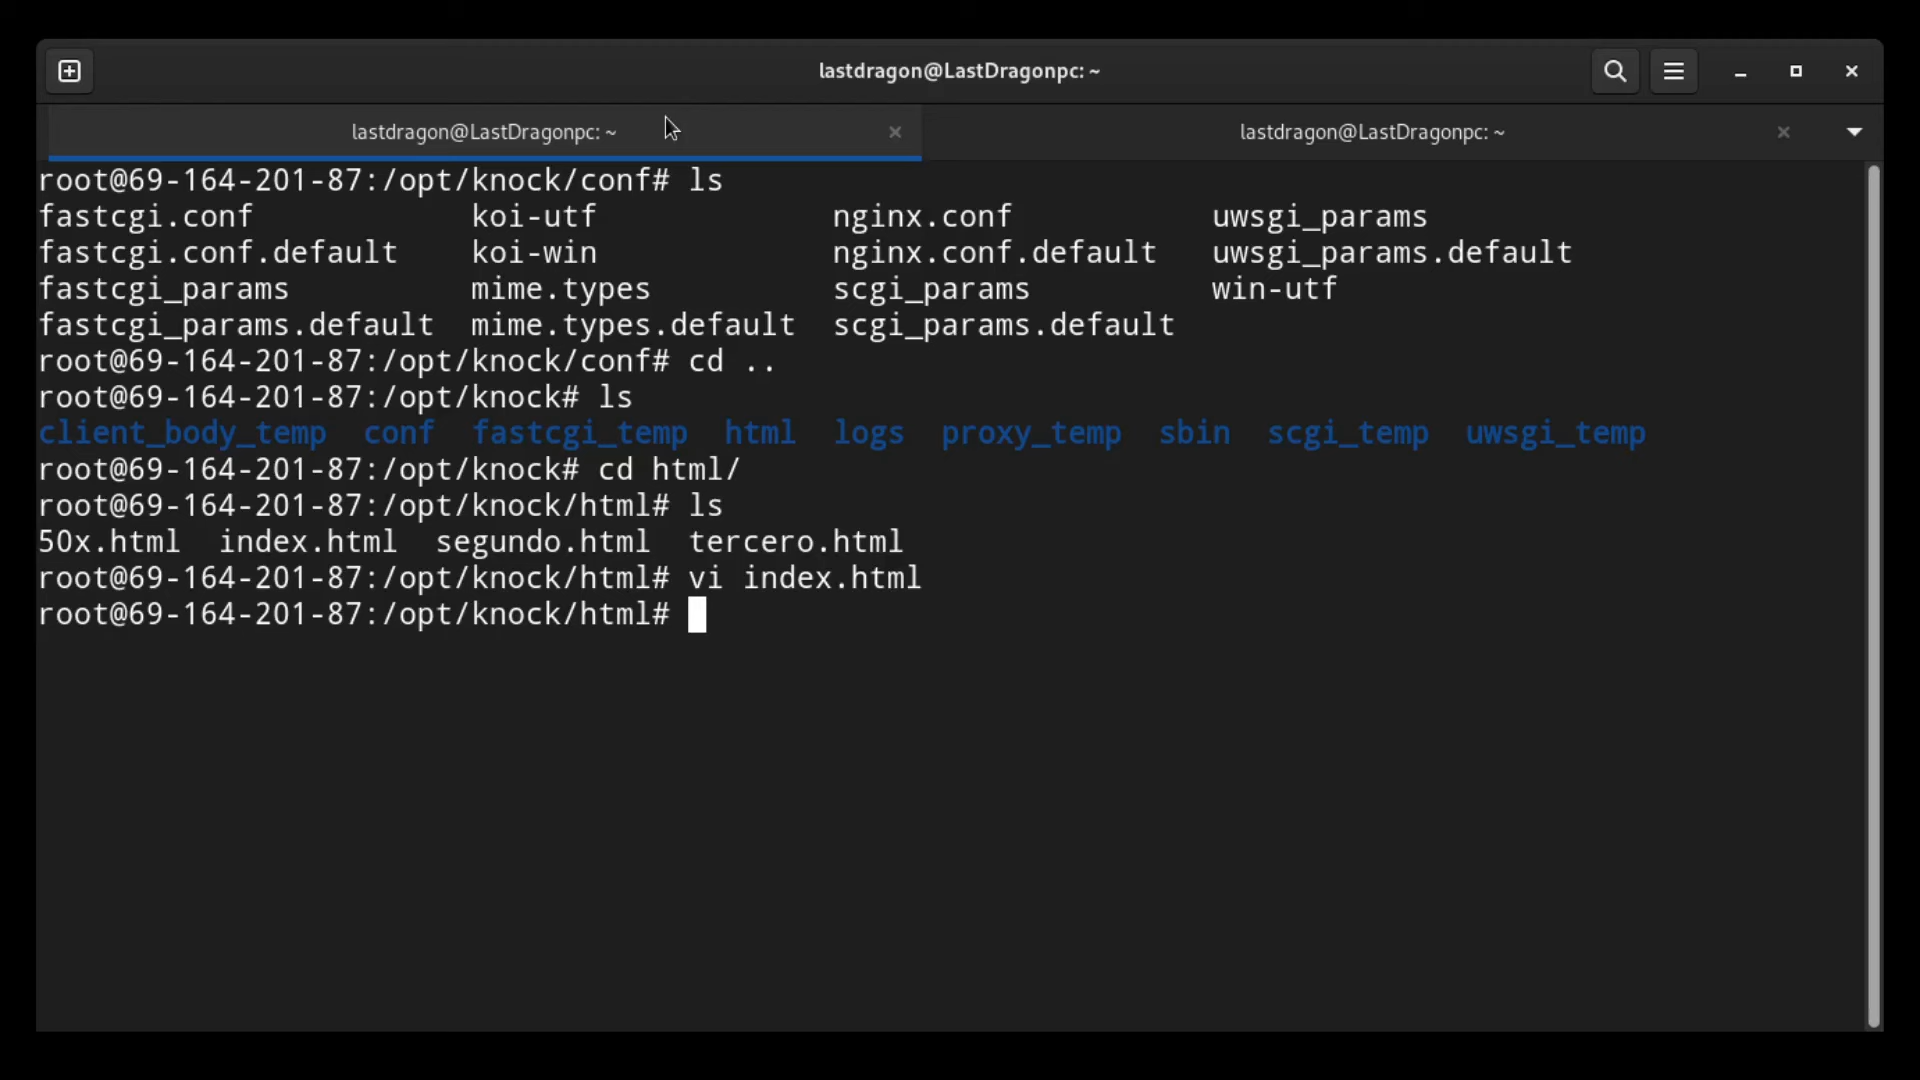 lastdragon@LastDragonpc: ~
lastdragon@LastDragonpc: ~ lastdragon@LastDragonpc: ~
root@69-164-201-87:/opt/knock/conf# ls
fastcgi.conf koi-utf nginx.conf uwsgi_params
fastcgi.conf.default koi-win nginx.conf.default uwsgi_params.default
fastcgi_params mime.types scgi_params win-utf
fastcgi_params.default mime.types.default scgi_params.default
root@69-164-201-87:/opt/knock/conf# cd ..
root@69-164-201-87:/opt/knock# ls
client_body_temp conf fastcgi_temp html logs proxy_temp sbin scgi_temp uwsgi_temp
root@69-164-201-87:/opt/knock# cd html/
root@69-164-201-87:/opt/knock/html# ls
50x.html index.html segundo.html tercero.html
root@69-164-201-87:/opt/knock/html# vi index.html
root@69-164-201-87:/opt/knock/html#